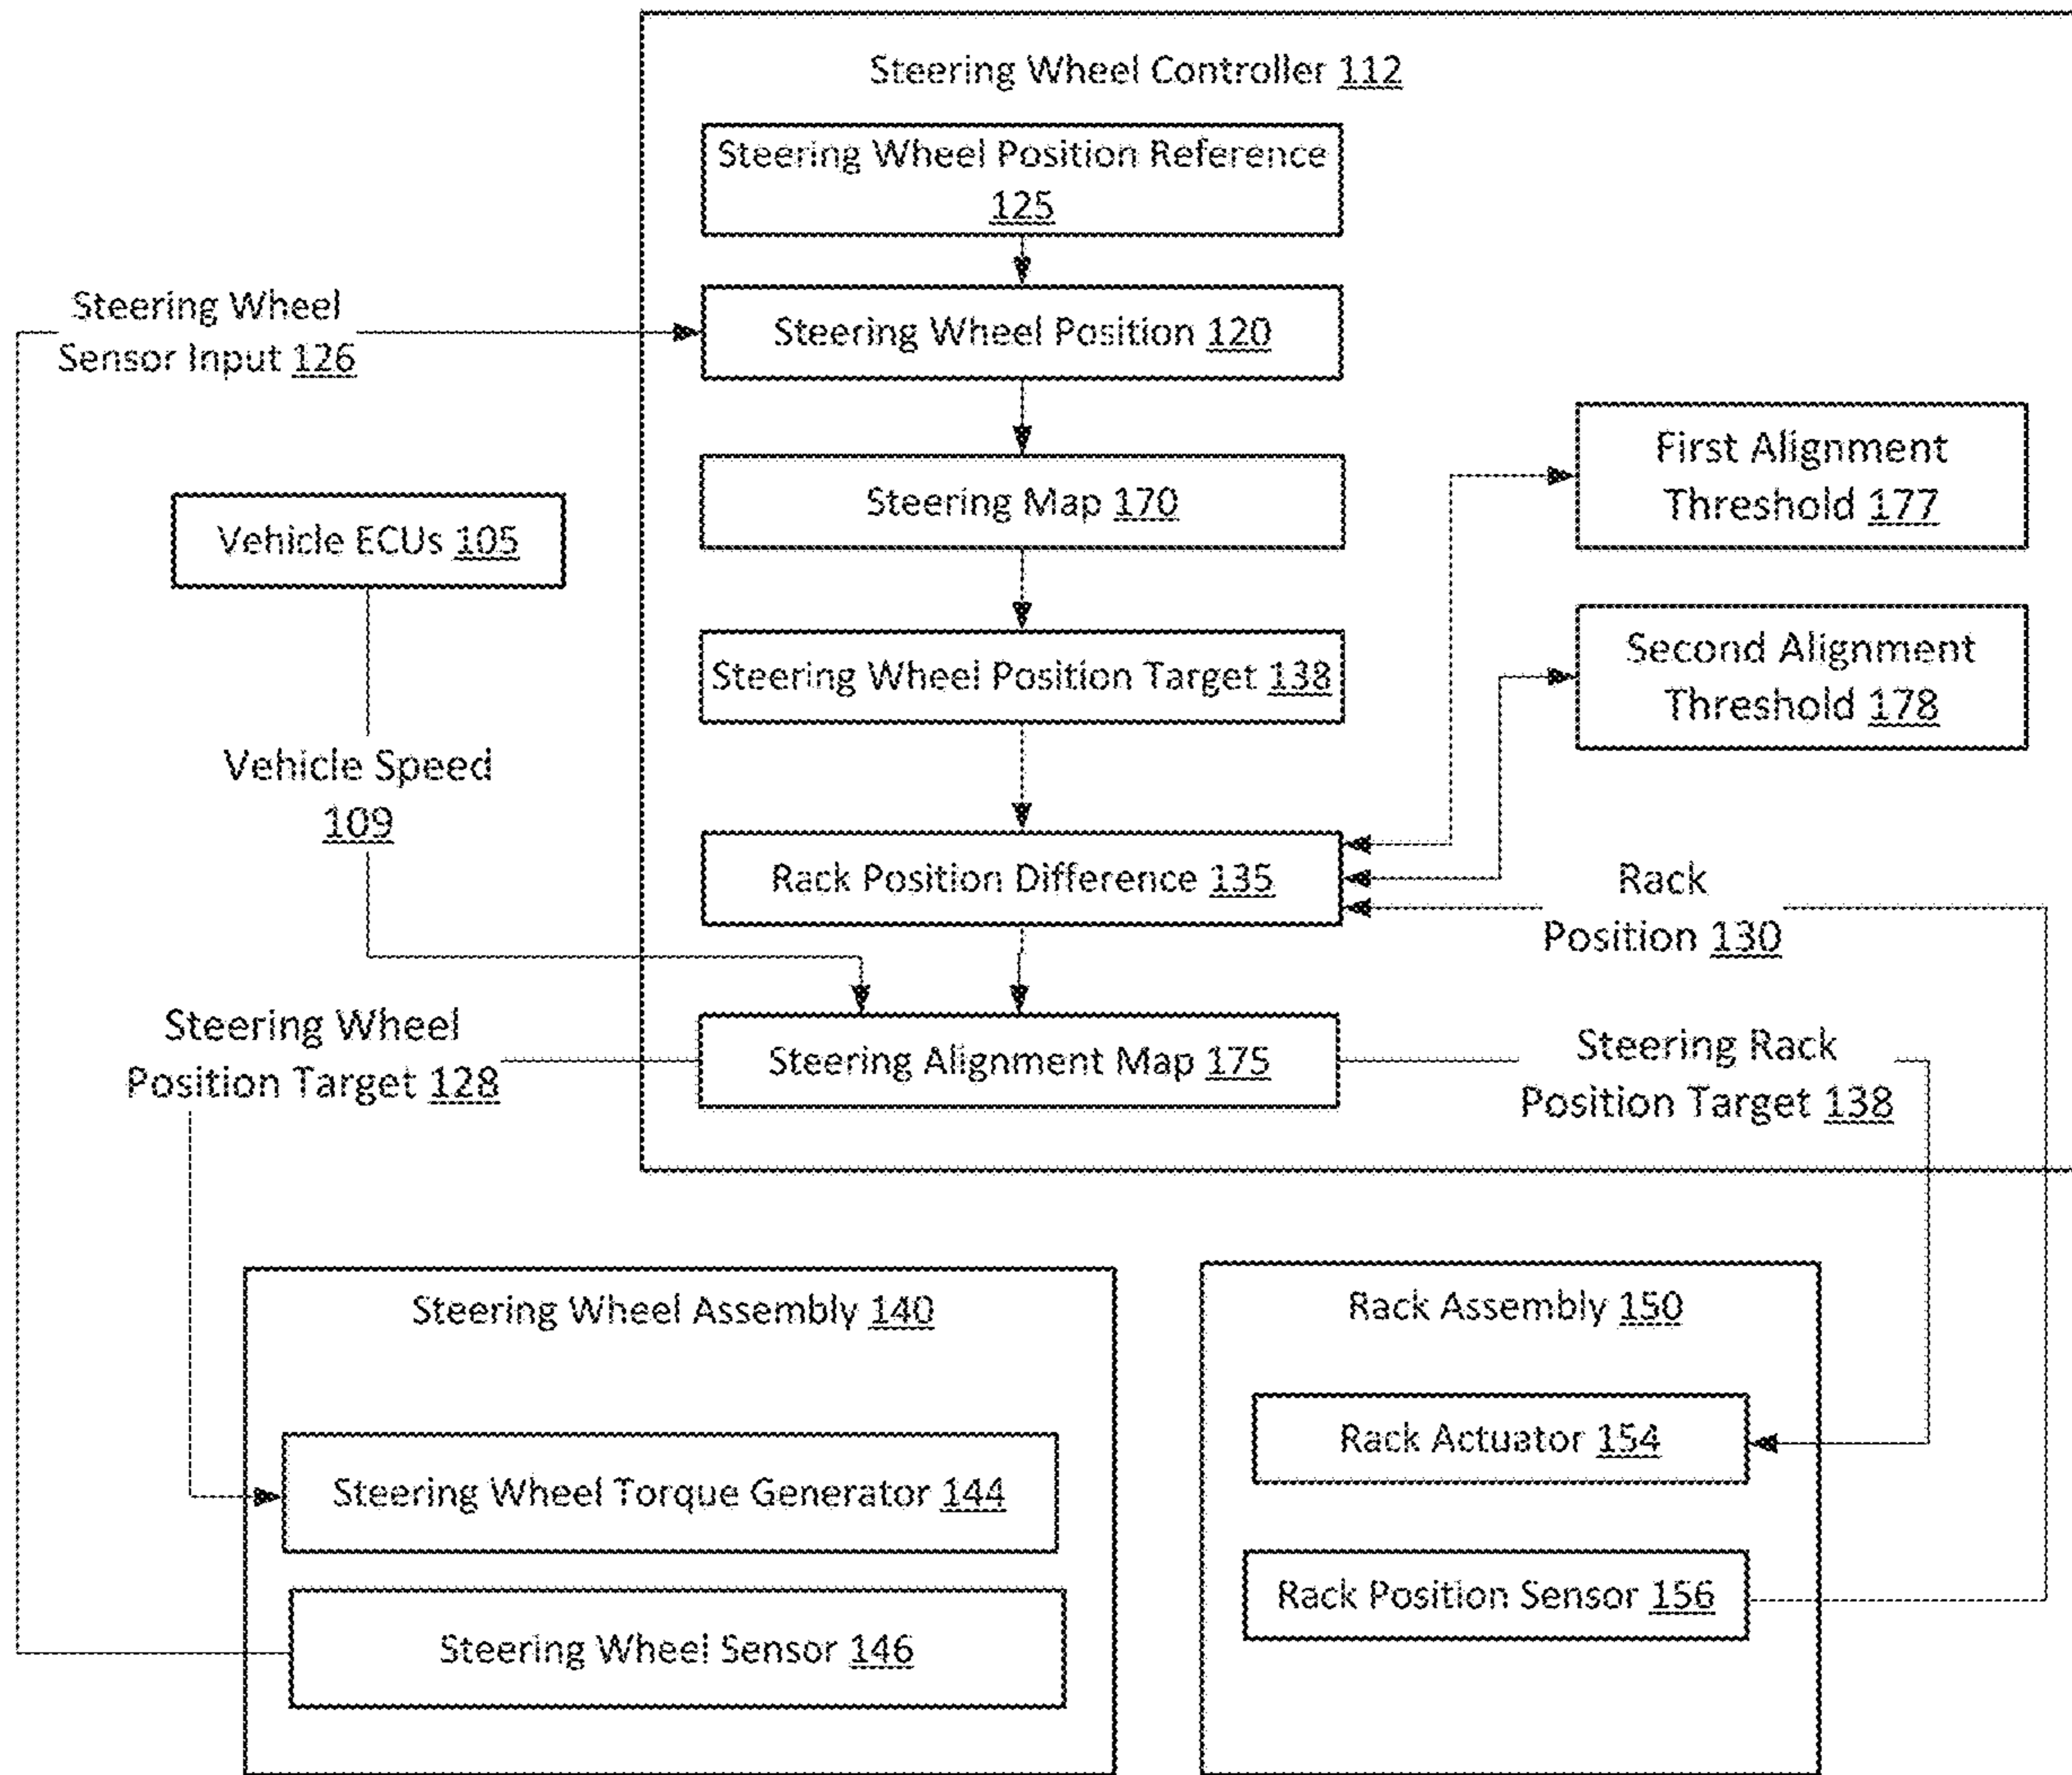 Steering Wheel Controller 112
Steering Wheel Position Reference
125
Steering Wheel
Sensor Input 126
Steering Wheel Position 120
First Alignment
Threshold 177
Steering Map 170
Vehicle ECUs 105
Second Alignment
Threshold 178
Steering Wheel Position Target 138
Vehicle Speed
109
Rack Position Difference 135
Rack
Position 130
Steering Wheel
Position Target 128
Steering Alignment Map 175
Steering Rack
Position Target 138
Steering Wheel Assembly 140
Rack Assembly 150
Rack Actuator 154
Steering Wheel Torque Generator 144
Rack Position Sensor 156
Steering Wheel Sensor 146